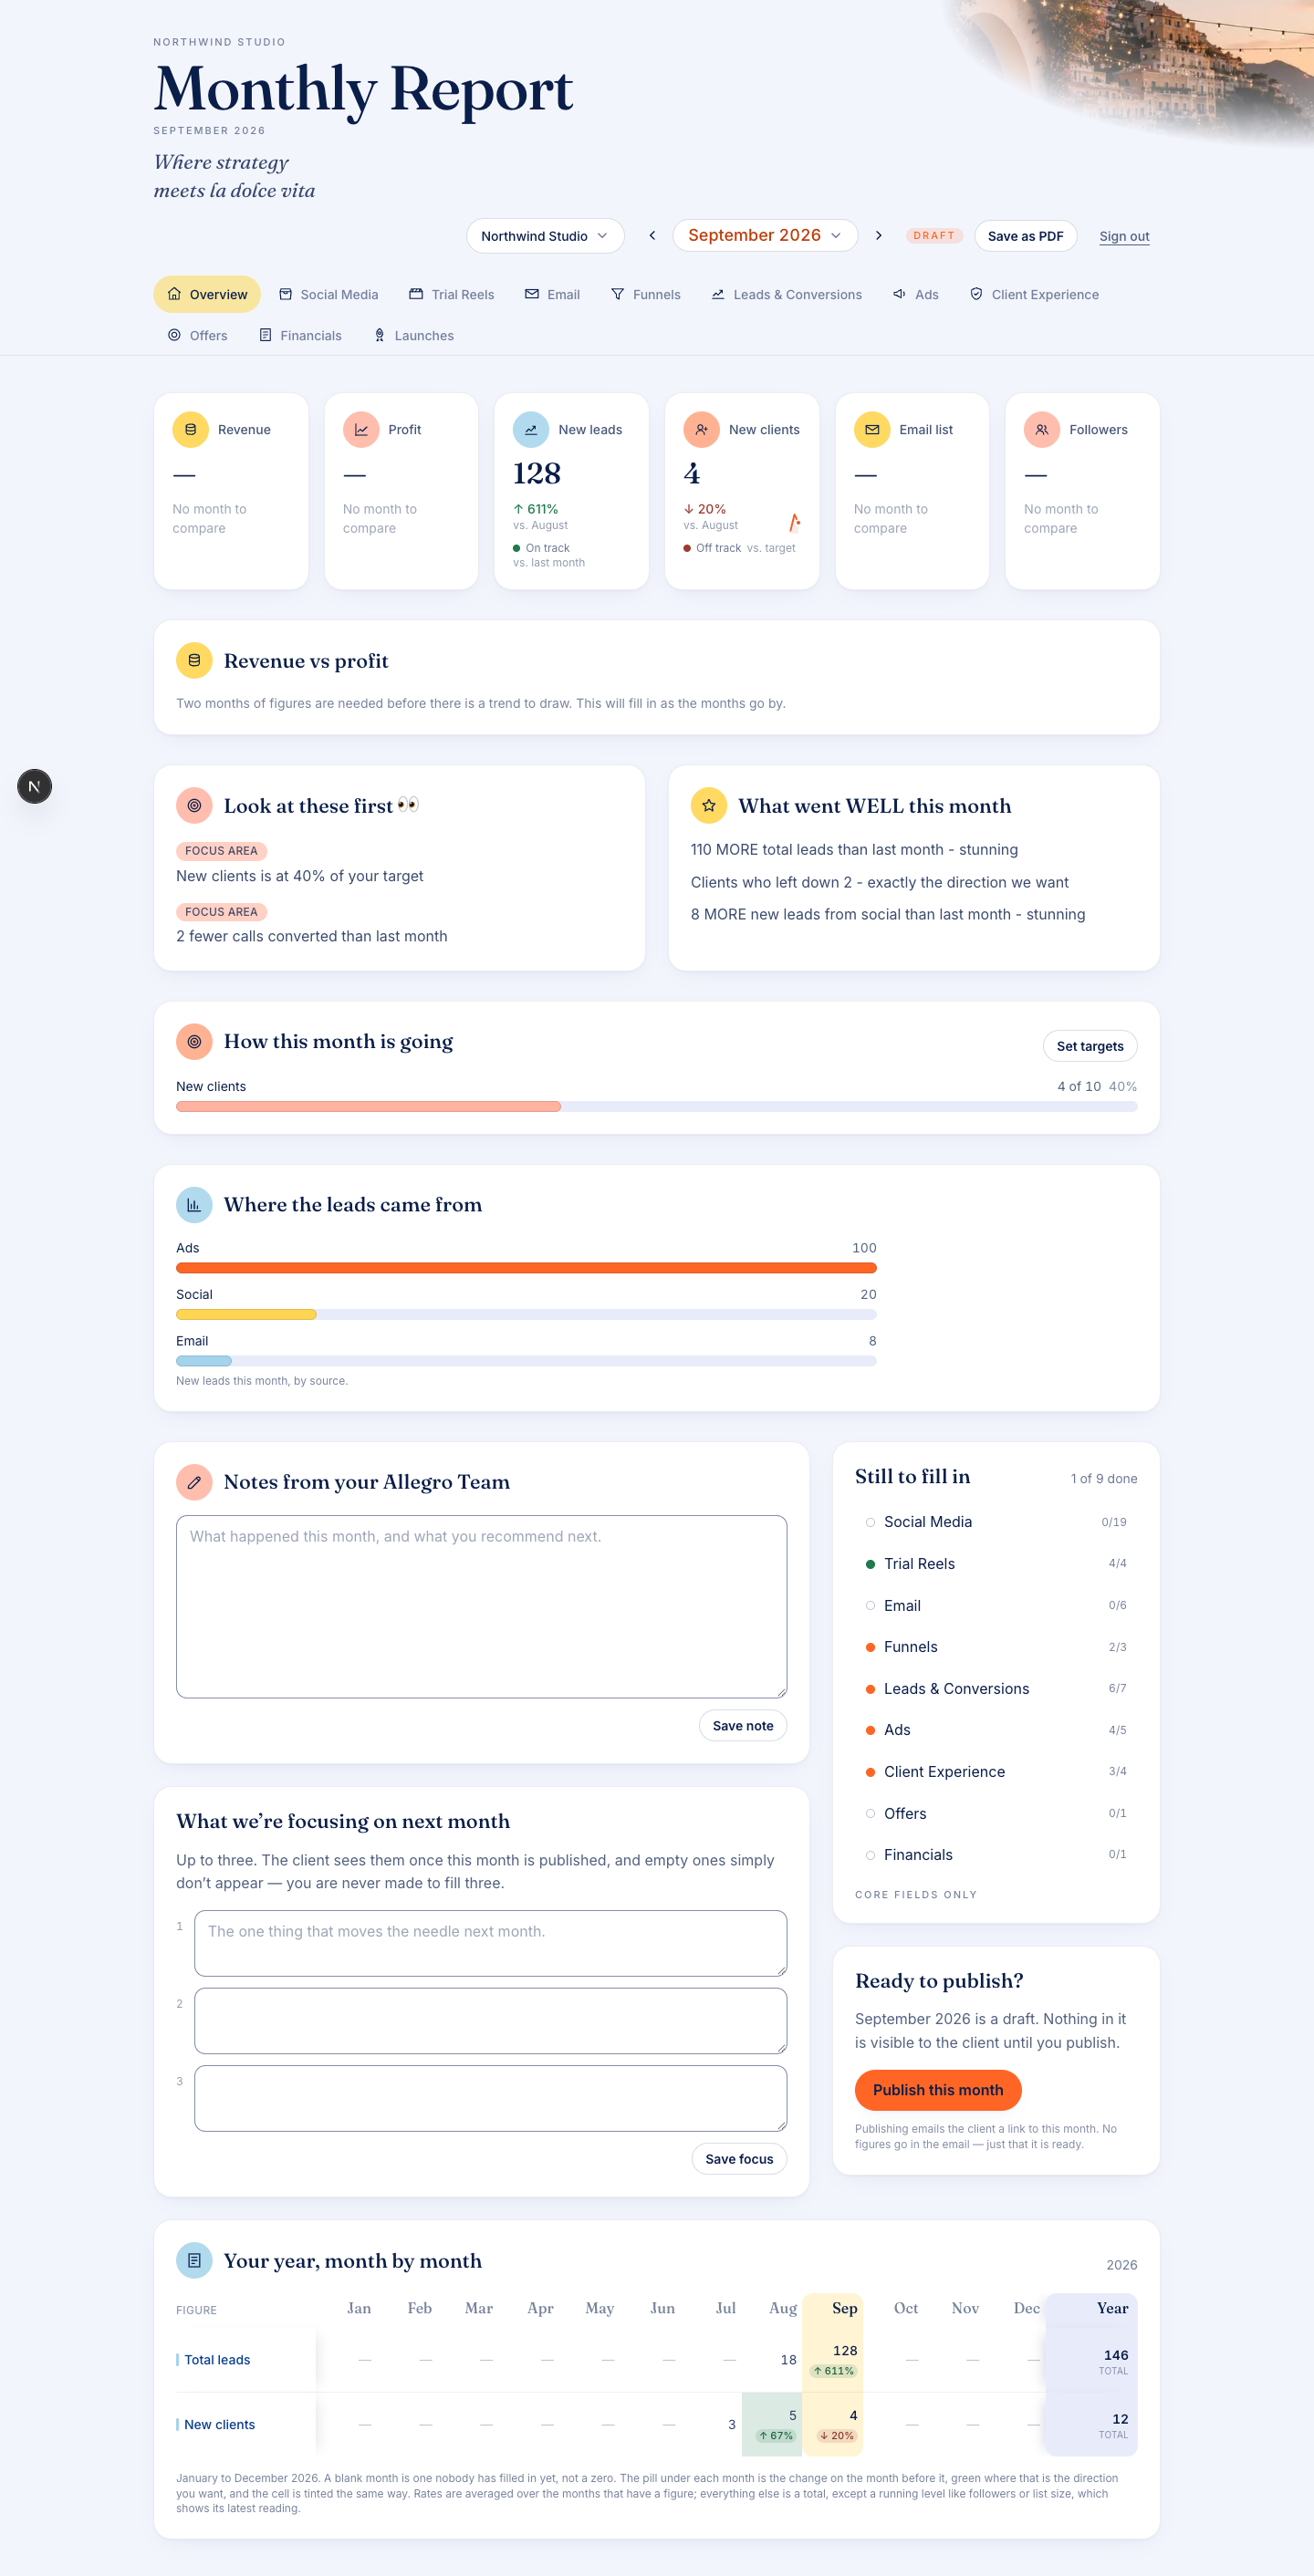 NORTHWIND STUDIO
Monthly Report
SEPTEMBER 2026
Where strategy
meets la dolce vita
Northwind Studio
September 2026
DRAFT
Save as PDF
Sign out
Overview
Social Media
Trial Reels
Email
Funnels
Leads & Conversions
Ads
Client Experience
Offers
Financials
Launches
Revenue
—
No month to
compare
Profit
—
No month to
compare
New leads
128
↑ 611%
vs. August
On track
vs. last month
New clients
4
↓ 20%
vs. August
Off track vs. target
Email list
—
No month to
compare
Followers
—
No month to
compare
Revenue vs profit
Two months of figures are needed before there is a trend to draw. This will fill in as the months go by.
N
Look at these first 👀
FOCUS AREA
New clients is at 40% of your target
FOCUS AREA
2 fewer calls converted than last month
What went WELL this month
110 MORE total leads than last month - stunning
Clients who left down 2 - exactly the direction we want
8 MORE new leads from social than last month - stunning
How this month is going
Set targets
New clients 4 of 10 40%
Where the leads came from
Ads 100
Social 20
Email 8
New leads this month, by source.
Notes from your Allegro Team
What happened this month, and what you recommend next.
Save note
What we’re focusing on next month
Up to three. The client sees them once this month is published, and empty ones simply
don’t appear — you are never made to fill three.
1 The one thing that moves the needle next month.
2
3
Save focus
Still to fill in 1 of 9 done
Social Media 0/19
Trial Reels 4/4
Email 0/6
Funnels 2/3
Leads & Conversions 6/7
Ads 4/5
Client Experience 3/4
Offers 0/1
Financials 0/1
CORE FIELDS ONLY
Ready to publish?
September 2026 is a draft. Nothing in it
is visible to the client until you publish.
Publish this month
Publishing emails the client a link to this month. No
figures go in the email — just that it is ready.
Your year, month by month 2026
FIGURE Jan Feb Mar Apr May Jun Jul Aug Sep Oct Nov Dec Year
Total leads — — — — — — — 18 128 — — — 146
↑ 611% TOTAL
New clients — — — — — — 3 5 4 — — — 12
↑ 67% ↓ 20% TOTAL
January to December 2026. A blank month is one nobody has filled in yet, not a zero. The pill under each month is the change on the month before it, green where that is the direction
you want, and the cell is tinted the same way. Rates are averaged over the months that have a figure; everything else is a total, except a running level like followers or list size, which
shows its latest reading.